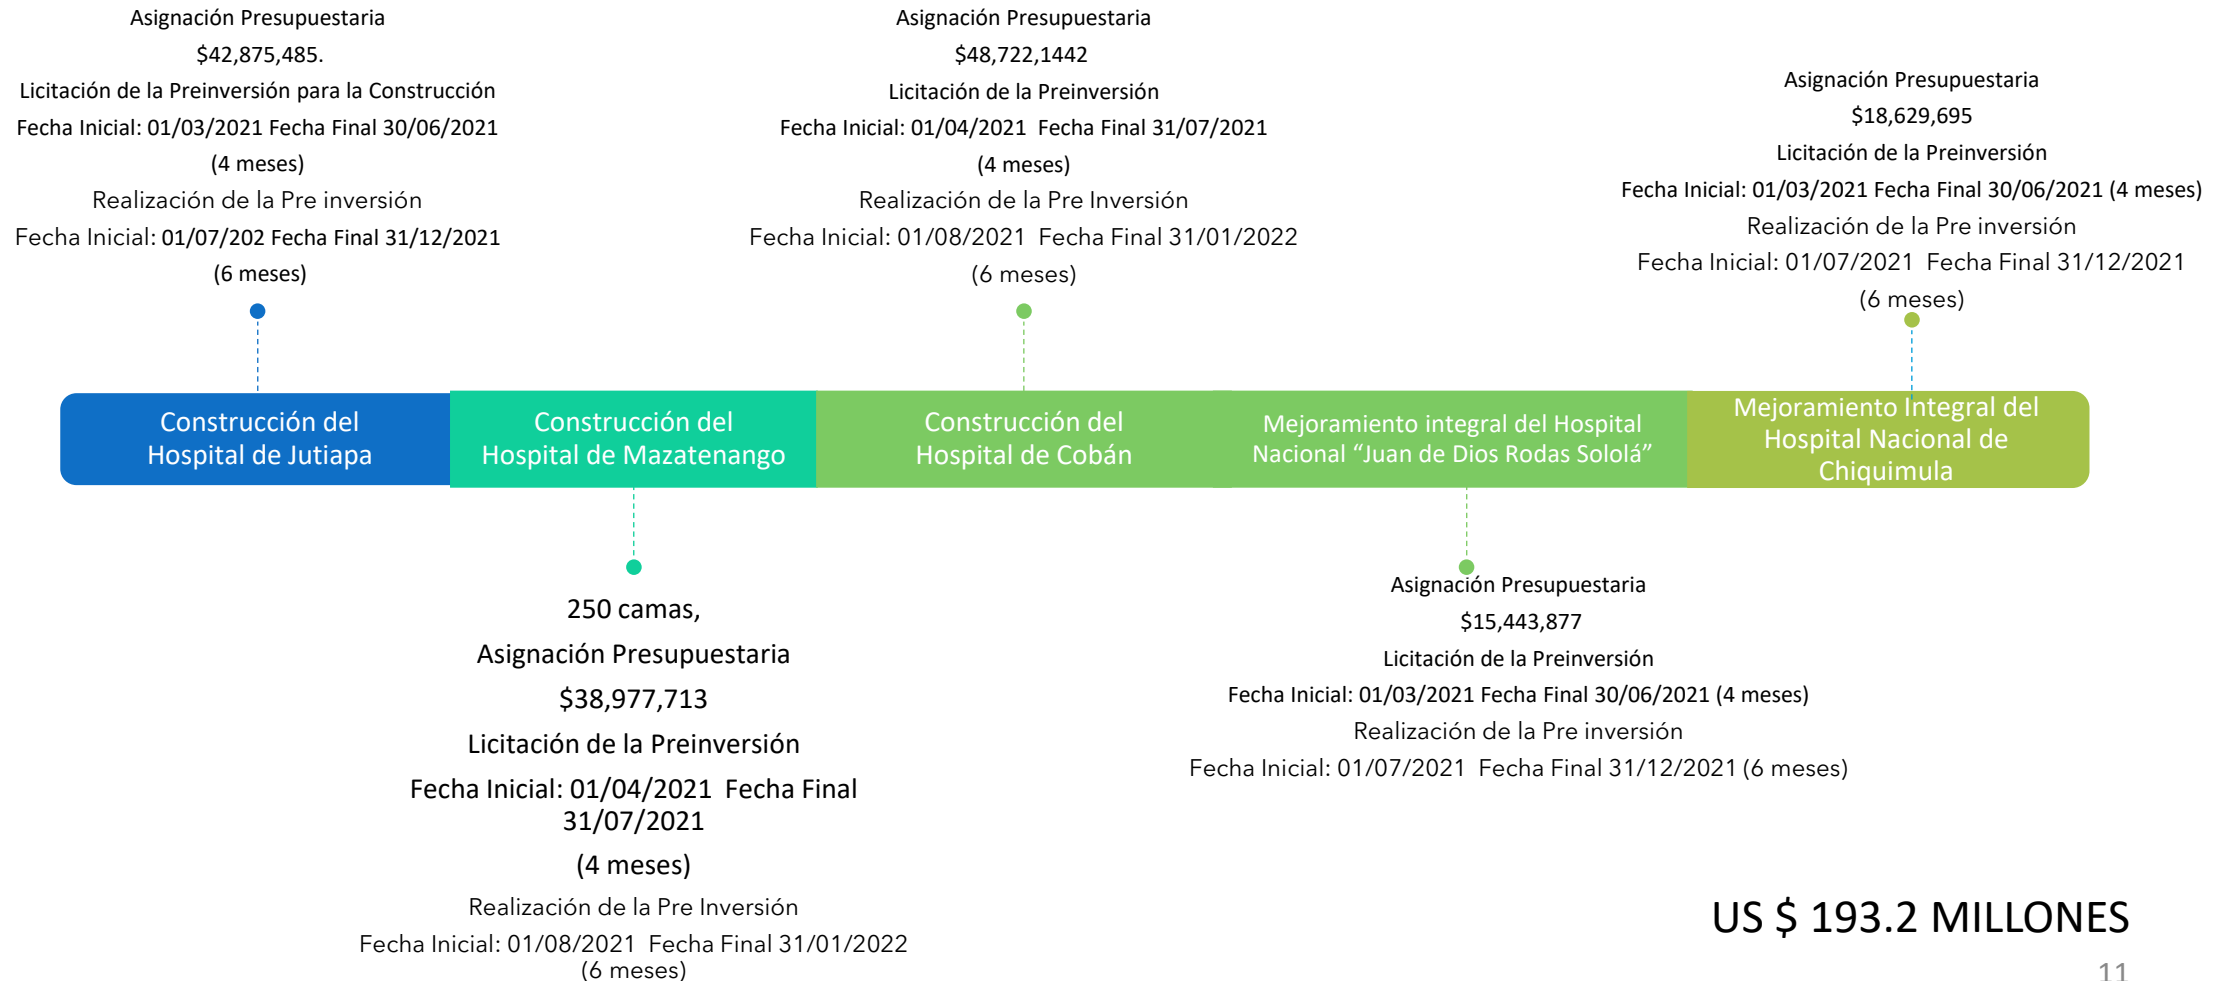 Asignación Presupuestaria
$42,875,485.
Licitación de la Preinversión para la Construcción
Fecha Inicial: 01/03/2021 Fecha Final 30/06/2021
(4 meses)
Realización de la Pre inversión
Fecha Inicial: 01/07/202 Fecha Final 31/12/2021
(6 meses)
Asignación Presupuestaria
$48,722,1442
Licitación de la Preinversión
Fecha Inicial: 01/04/2021 Fecha Final 31/07/2021
(4 meses)
Realización de la Pre Inversión
Fecha Inicial: 01/08/2021 Fecha Final 31/01/2022
(6 meses)
Asignación Presupuestaria
$18,629,695
Licitación de la Preinversión
Fecha Inicial: 01/03/2021 Fecha Final 30/06/2021 (4 meses)
Realización de la Pre inversión
Fecha Inicial: 01/07/2021 Fecha Final 31/12/2021
(6 meses)
Construcción del
Hospital de Jutiapa
Construcción del
Hospital de Mazatenango
Construcción del
Hospital de Cobán
Mejoramiento integral del Hospital
Nacional “Juan de Dios Rodas Sololá”
Mejoramiento Integral del
Hospital Nacional de
Chiquimula
250 camas,
Asignación Presupuestaria
$38,977,713
Licitación de la Preinversión
Fecha Inicial: 01/04/2021 Fecha Final
31/07/2021
(4 meses)
Realización de la Pre Inversión
Fecha Inicial: 01/08/2021 Fecha Final 31/01/2022
(6 meses)
Asignación Presupuestaria
$15,443,877
Licitación de la Preinversión
Fecha Inicial: 01/03/2021 Fecha Final 30/06/2021 (4 meses)
Realización de la Pre inversión
Fecha Inicial: 01/07/2021 Fecha Final 31/12/2021 (6 meses)
US $ 193.2 MILLONES
11